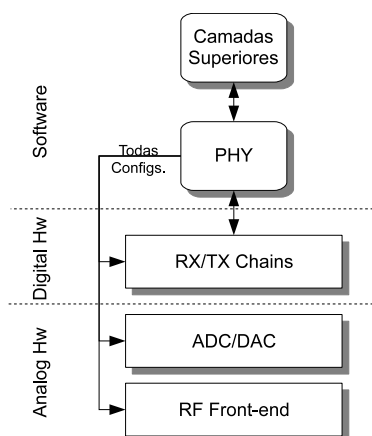 Camadas
Superiores
Software
Todas
Configs.
PHY
Digital Hw
RX/TX Chains
Analog Hw
ADC/DAC
RF Front-end